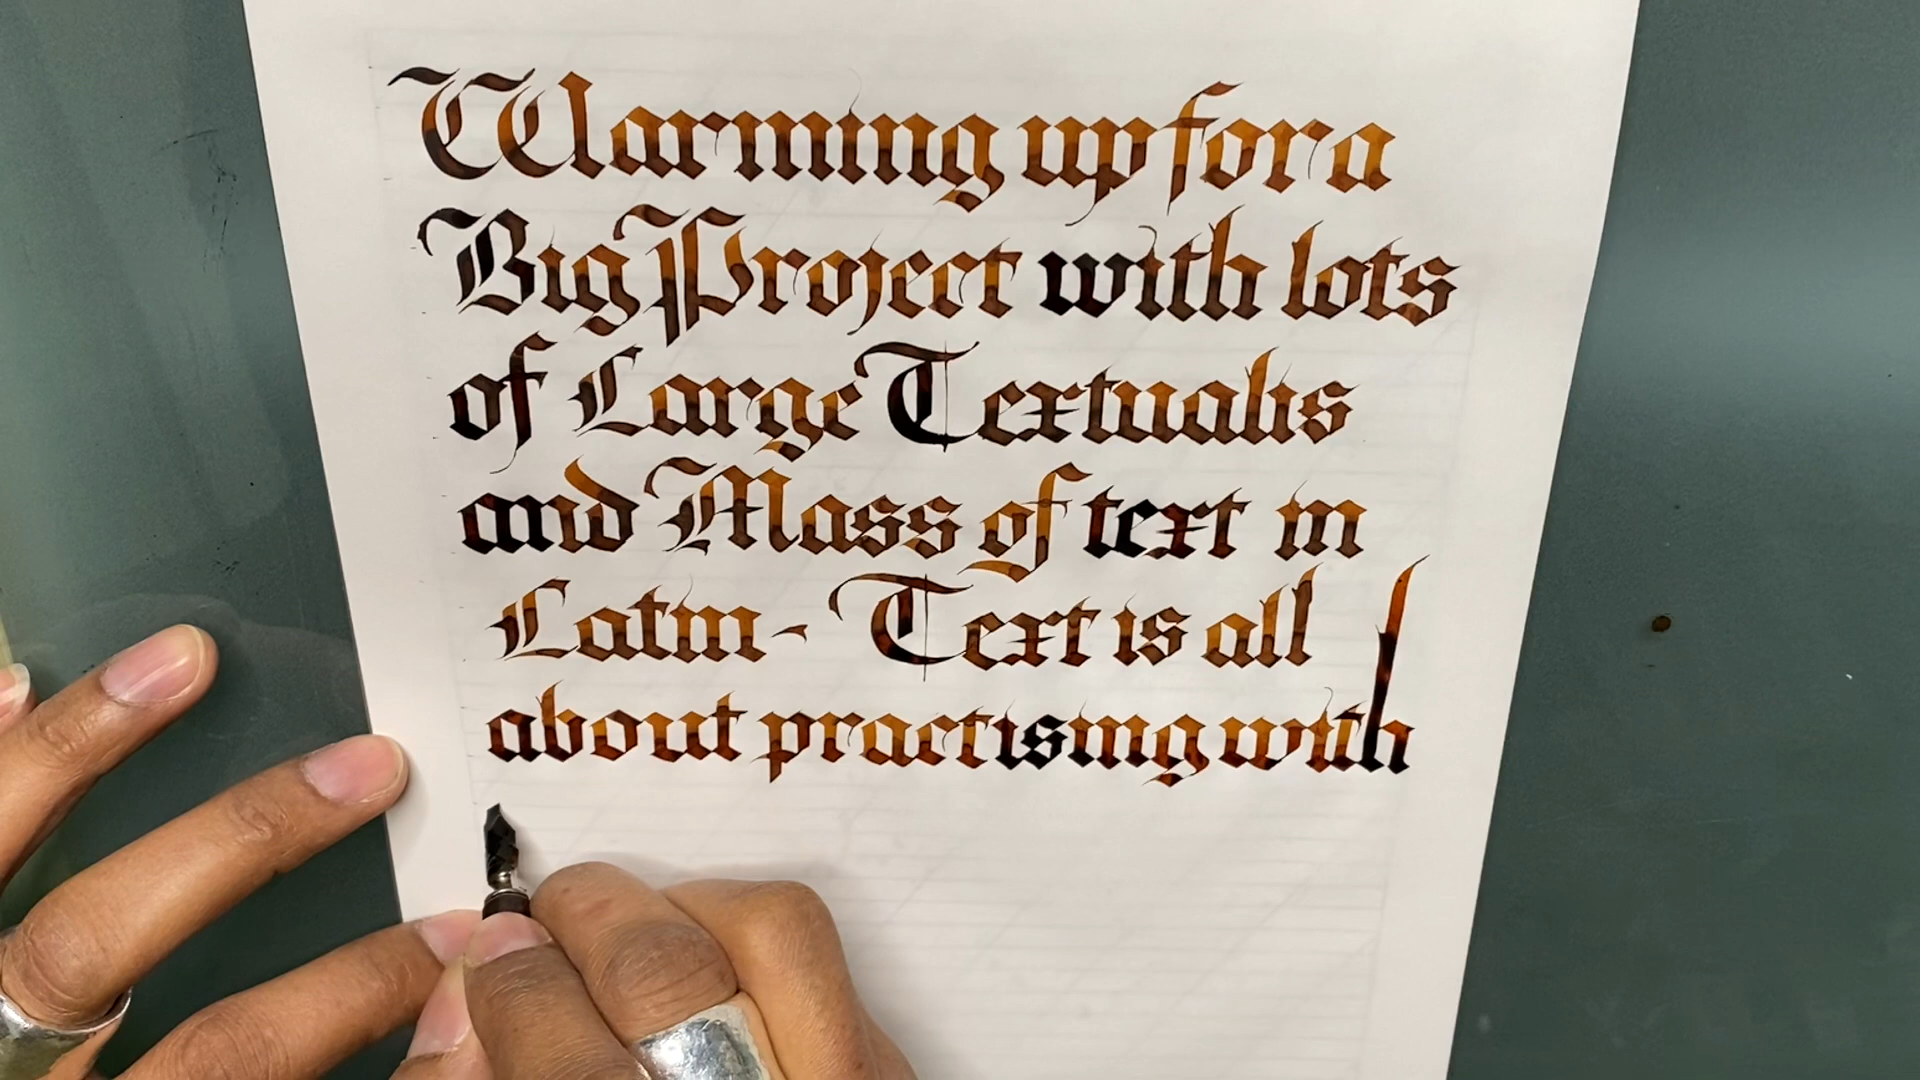 Warming up for a
Big Project with lots
of Large Textualis
and Mass of text in
Latin - Text is all
about practising with